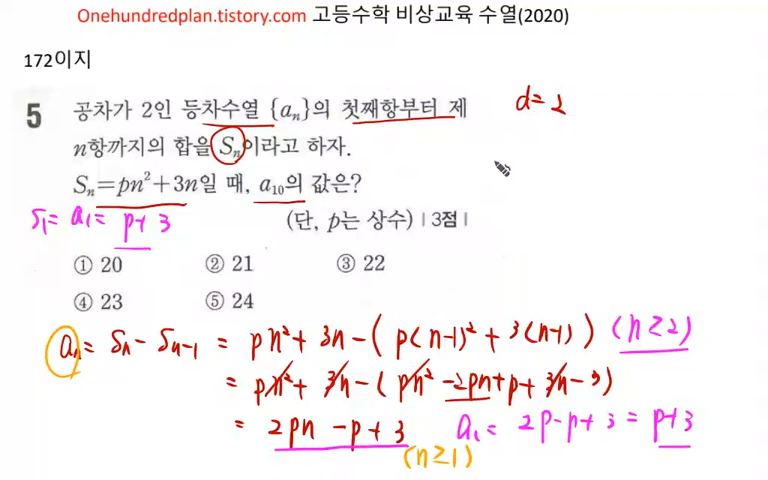 Onehundredplan.tistory.com 고등수학 비상교육 수열(2020)
172이지
5 공차가 2인 등차수열 {aₙ}의 첫째항부터 제
d=2
n항까지의 합을 Sₙ이라고 하자.
Sₙ=pn²+3n일 때, a₁₀의 값은?
S₁=a₁=p+3
(단, p는 상수) | 3점 |
① 20 ② 21 ③ 22
④ 23 ⑤ 24
aₙ= Sₙ - Sₙ₋₁ = pn²+ 3n-(p(n-1)²+3(n-1)) (n≥2)
= pn²+ 3n-(pn²-2pn+p+3n-3)
= 2pn -p+3 a₁= 2p-p+3= p+3
(n≥1)